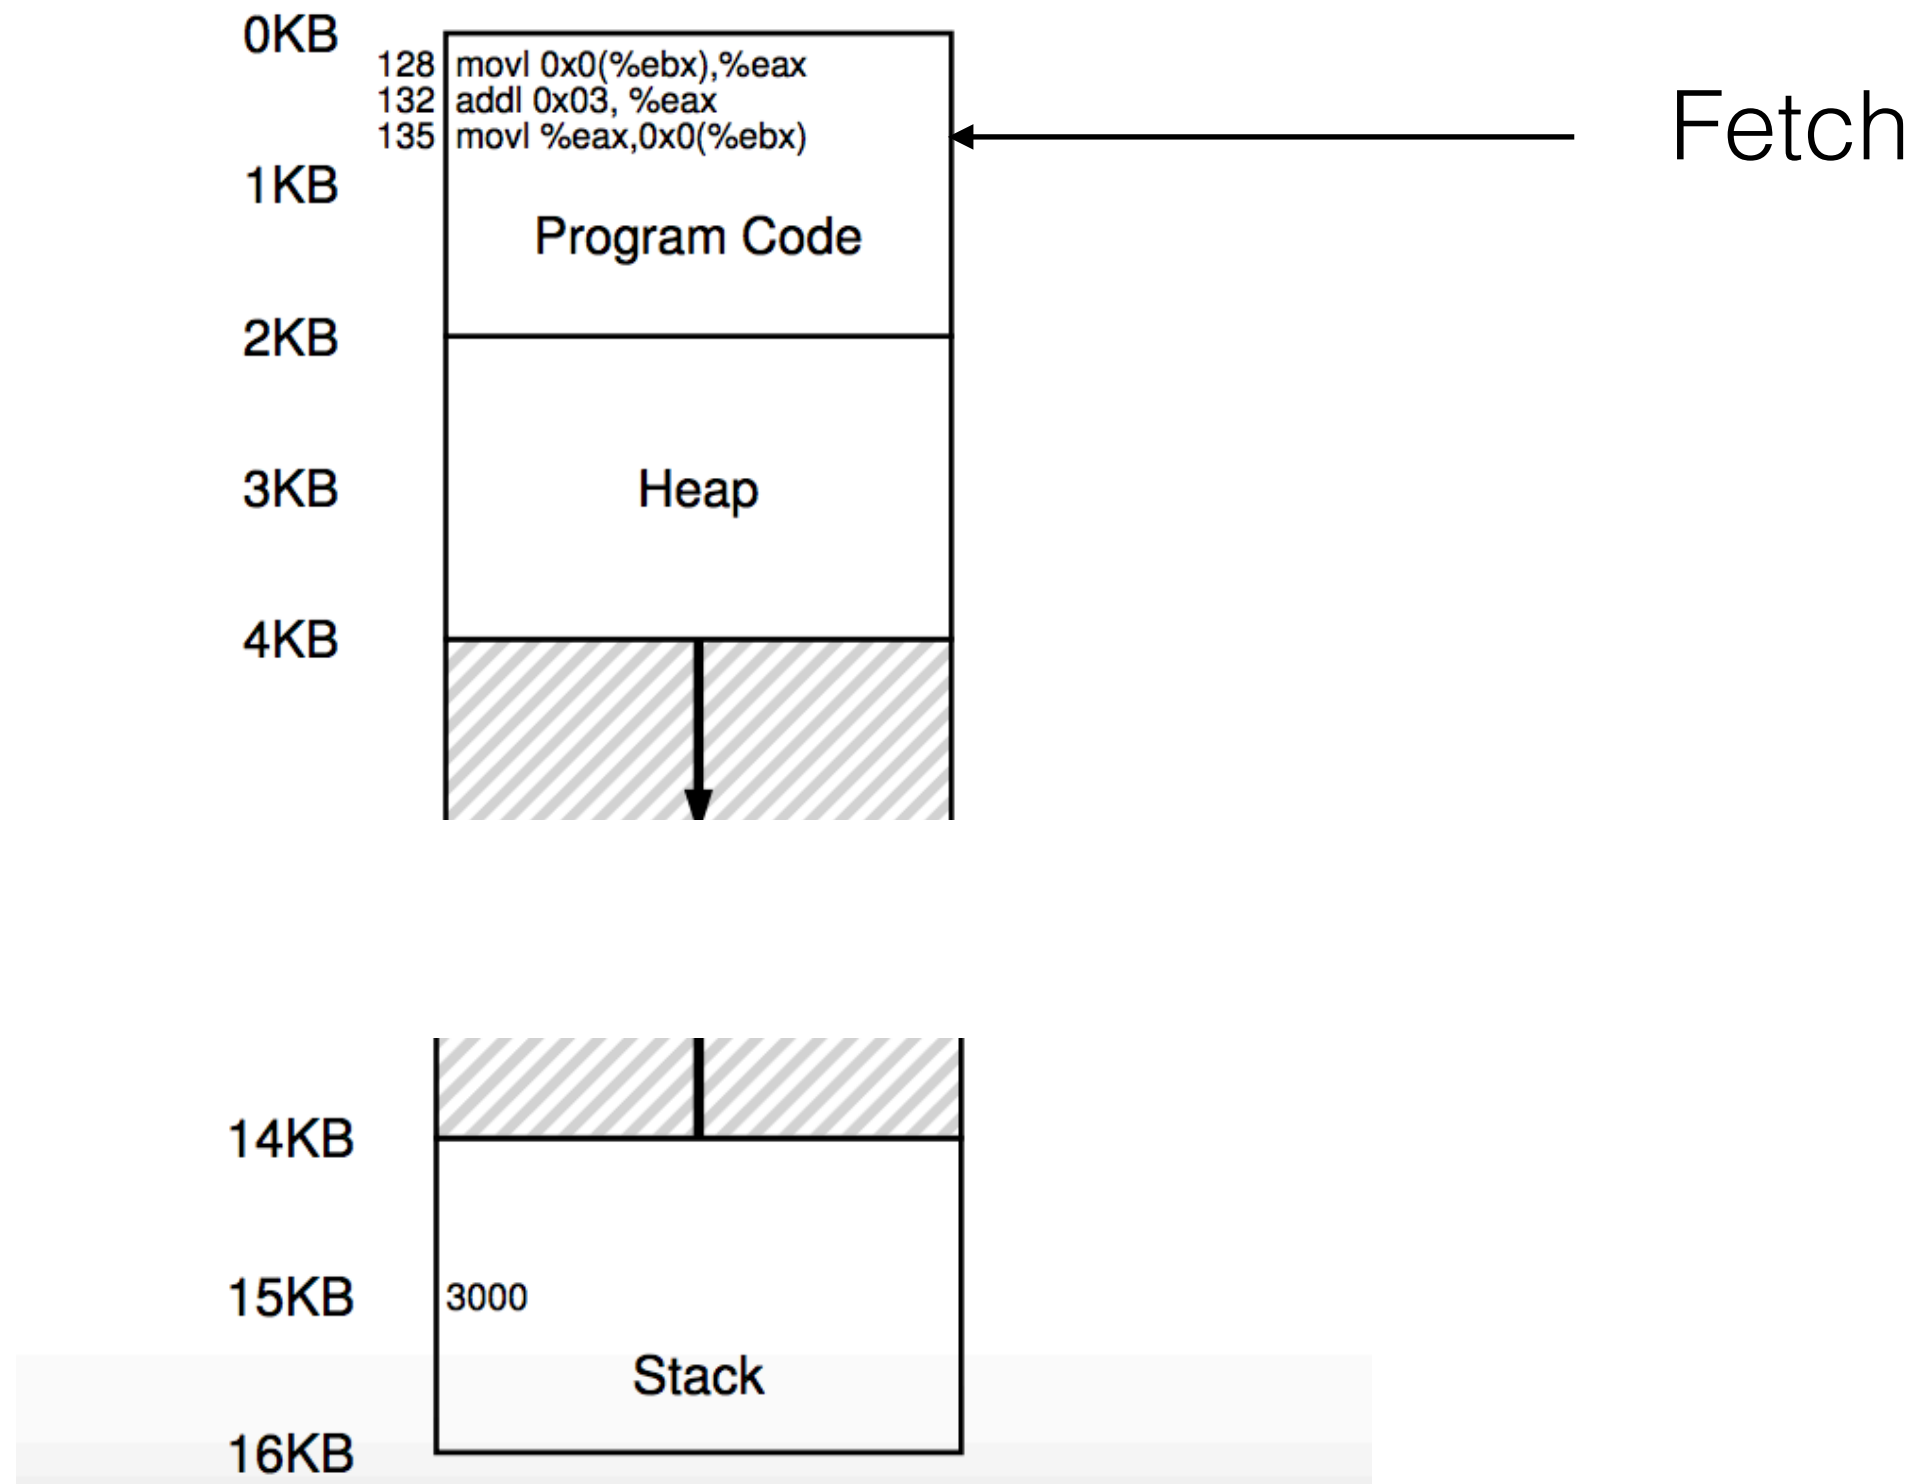 0KB
128 movl 0x0(%ebx),%eax
132 addl 0x03, %eax
135 movl %eax,0x0(%ebx)
Fetch
1KB
Program Code
2KB
3KB
Heap
4KB
14KB
15KB
3000
Stack
16KB